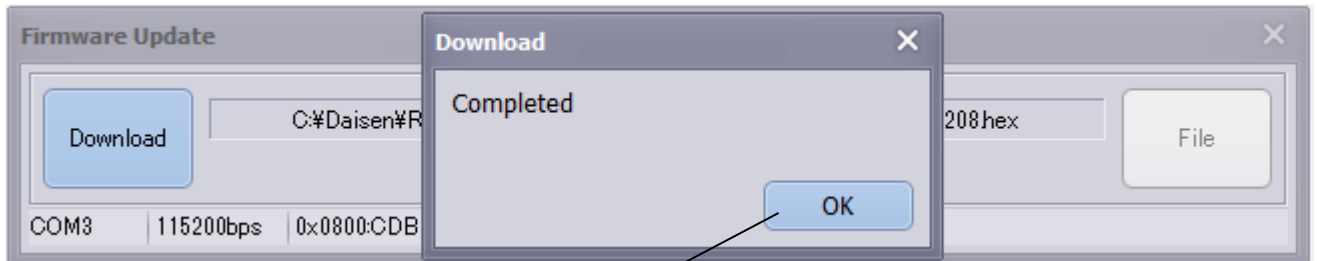 Firmware Update
Download
Completed
OK
Download
C:¥Daisen¥R
208.hex
File
COM3 115200bps 0x0800:CDB